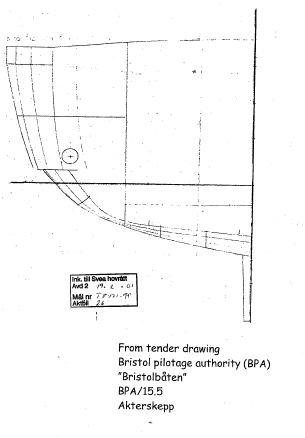 Ink. till Svea hovrätt
Avd 2
Mål nr
Aktbil 26
From tender drawing
Bristol pilotage authority (BPA)
"Bristolbåten"
BPA/15.5
Akterskepp